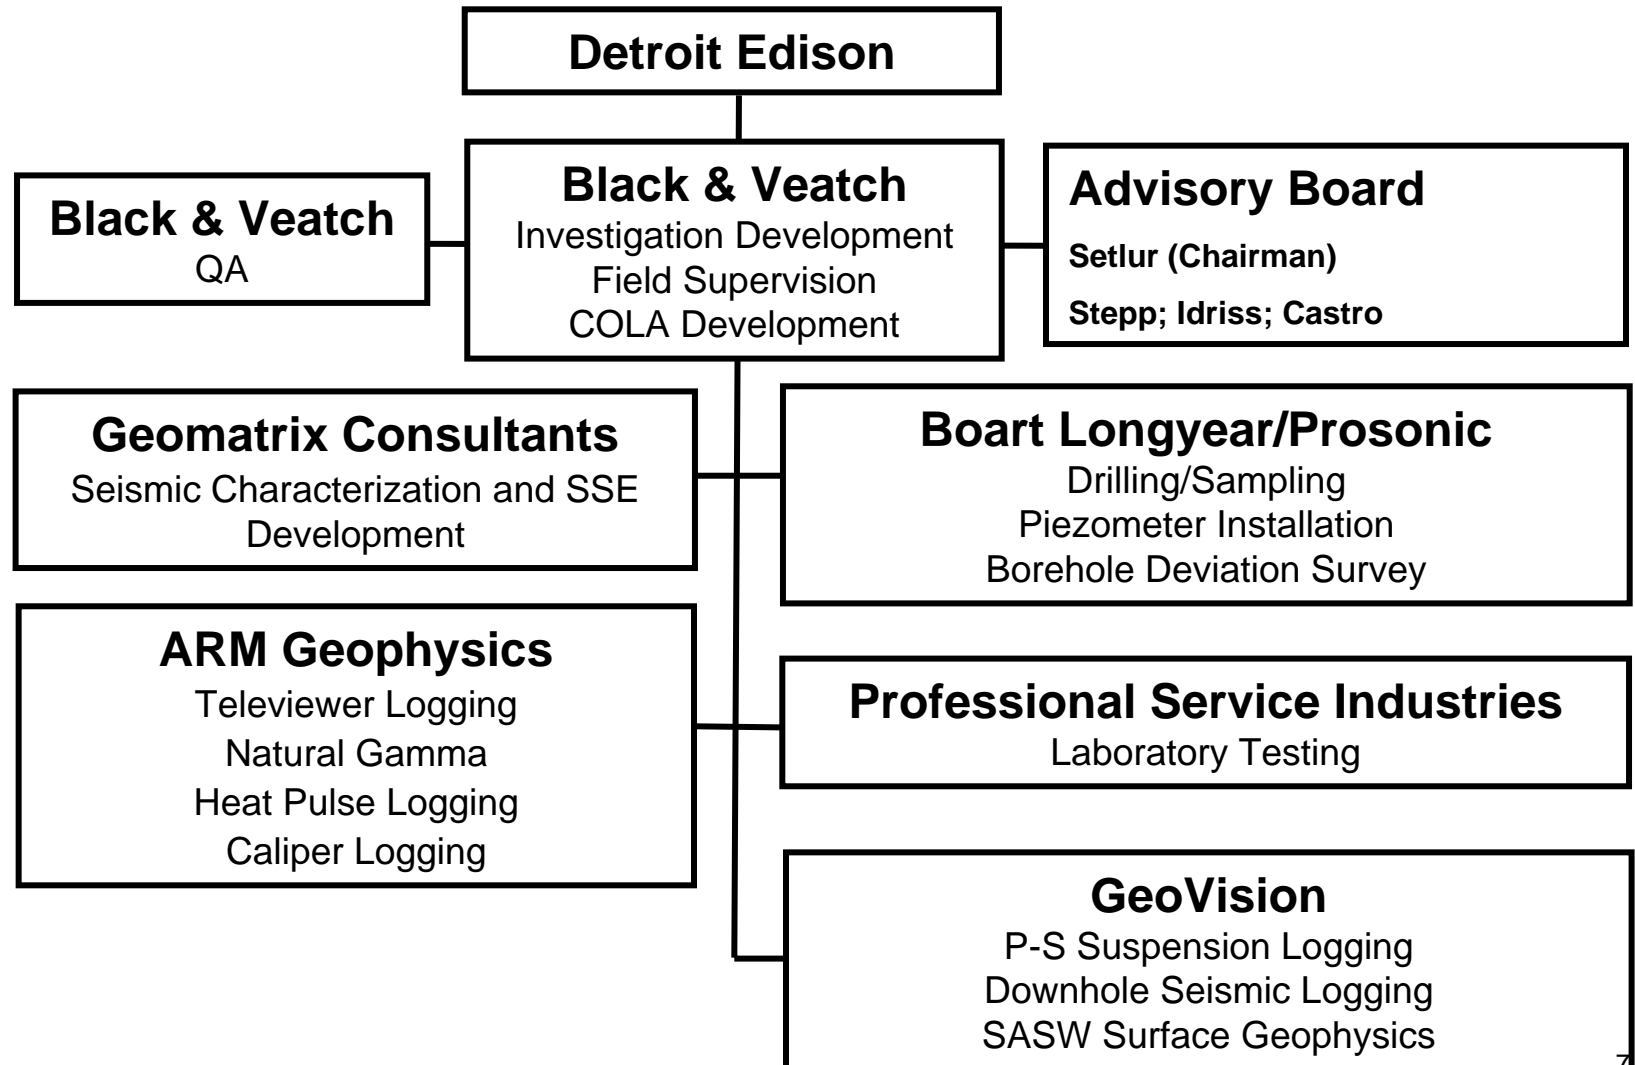 Detroit Edison
Black & Veatch
QA
Black & Veatch
Investigation Development
Field Supervision
COLA Development
Advisory Board
Setlur (Chairman)
Stepp; Idriss; Castro
Geomatrix Consultants
Seismic Characterization and SSE
Development
Boart Longyear/Prosonic
Drilling/Sampling
Piezometer Installation
Borehole Deviation Survey
ARM Geophysics
Televiewer Logging
Natural Gamma
Heat Pulse Logging
Caliper Logging
Professional Service Industries
Laboratory Testing
GeoVision
P-S Suspension Logging
Downhole Seismic Logging
SASW Surface Geophysics
7